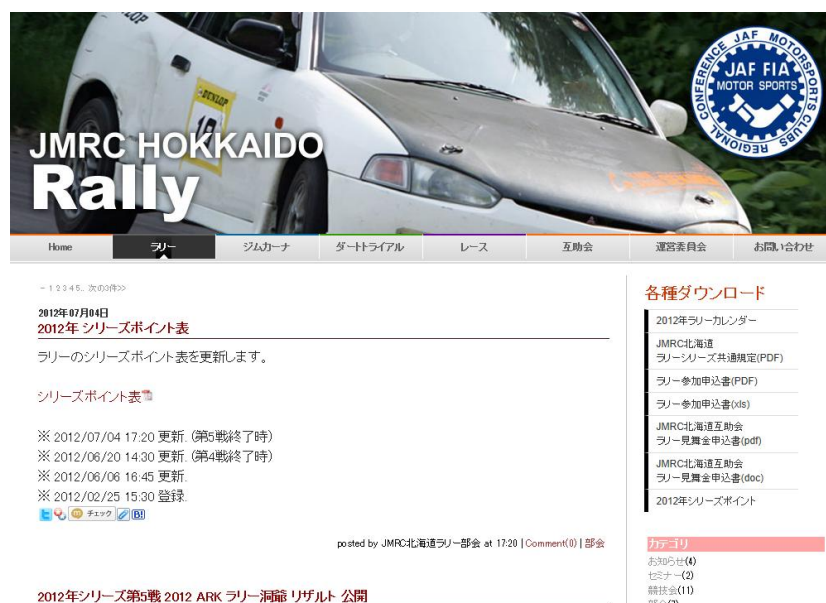 DUNLOP
18
JMRC HOKKAIDO
Rally
CONFERENCE JAF MOTORSPORTS CLUBS REGIONAL
JAF FIA
MOTOR SPORTS
Home ラリー ジムカーナ ダートトライアル レース 互助会 運営委員会 お問い合わせ
- 1 2 3 4 5.. 次の3件>>
2012年07月04日
2012年 シリーズポイント表
ラリーのシリーズポイント表を更新します。
シリーズポイント表
※ 2012/07/04 17:20 更新. (第5戦終了時)
※ 2012/06/20 14:30 更新. (第4戦終了時)
※ 2012/06/06 16:45 更新.
※ 2012/02/25 15:30 登録.
チェック B!
posted by JMRC北海道ラリー部会 at 17:20 | Comment(0) | 部会
2012年シリーズ第5戦 2012 ARK ラリー洞爺 リザルト 公開
各種ダウンロード
2012年ラリーカレンダー
JMRC北海道
ラリーシリーズ共通規定(PDF)
ラリー参加申込書(PDF)
ラリー参加申込書(xls)
JMRC北海道互助会
ラリー見舞金申込書(pdf)
JMRC北海道互助会
ラリー見舞金申込書(doc)
2012年シリーズポイント
カテゴリ
お知らせ(4)
セミナー(2)
競技会(11)